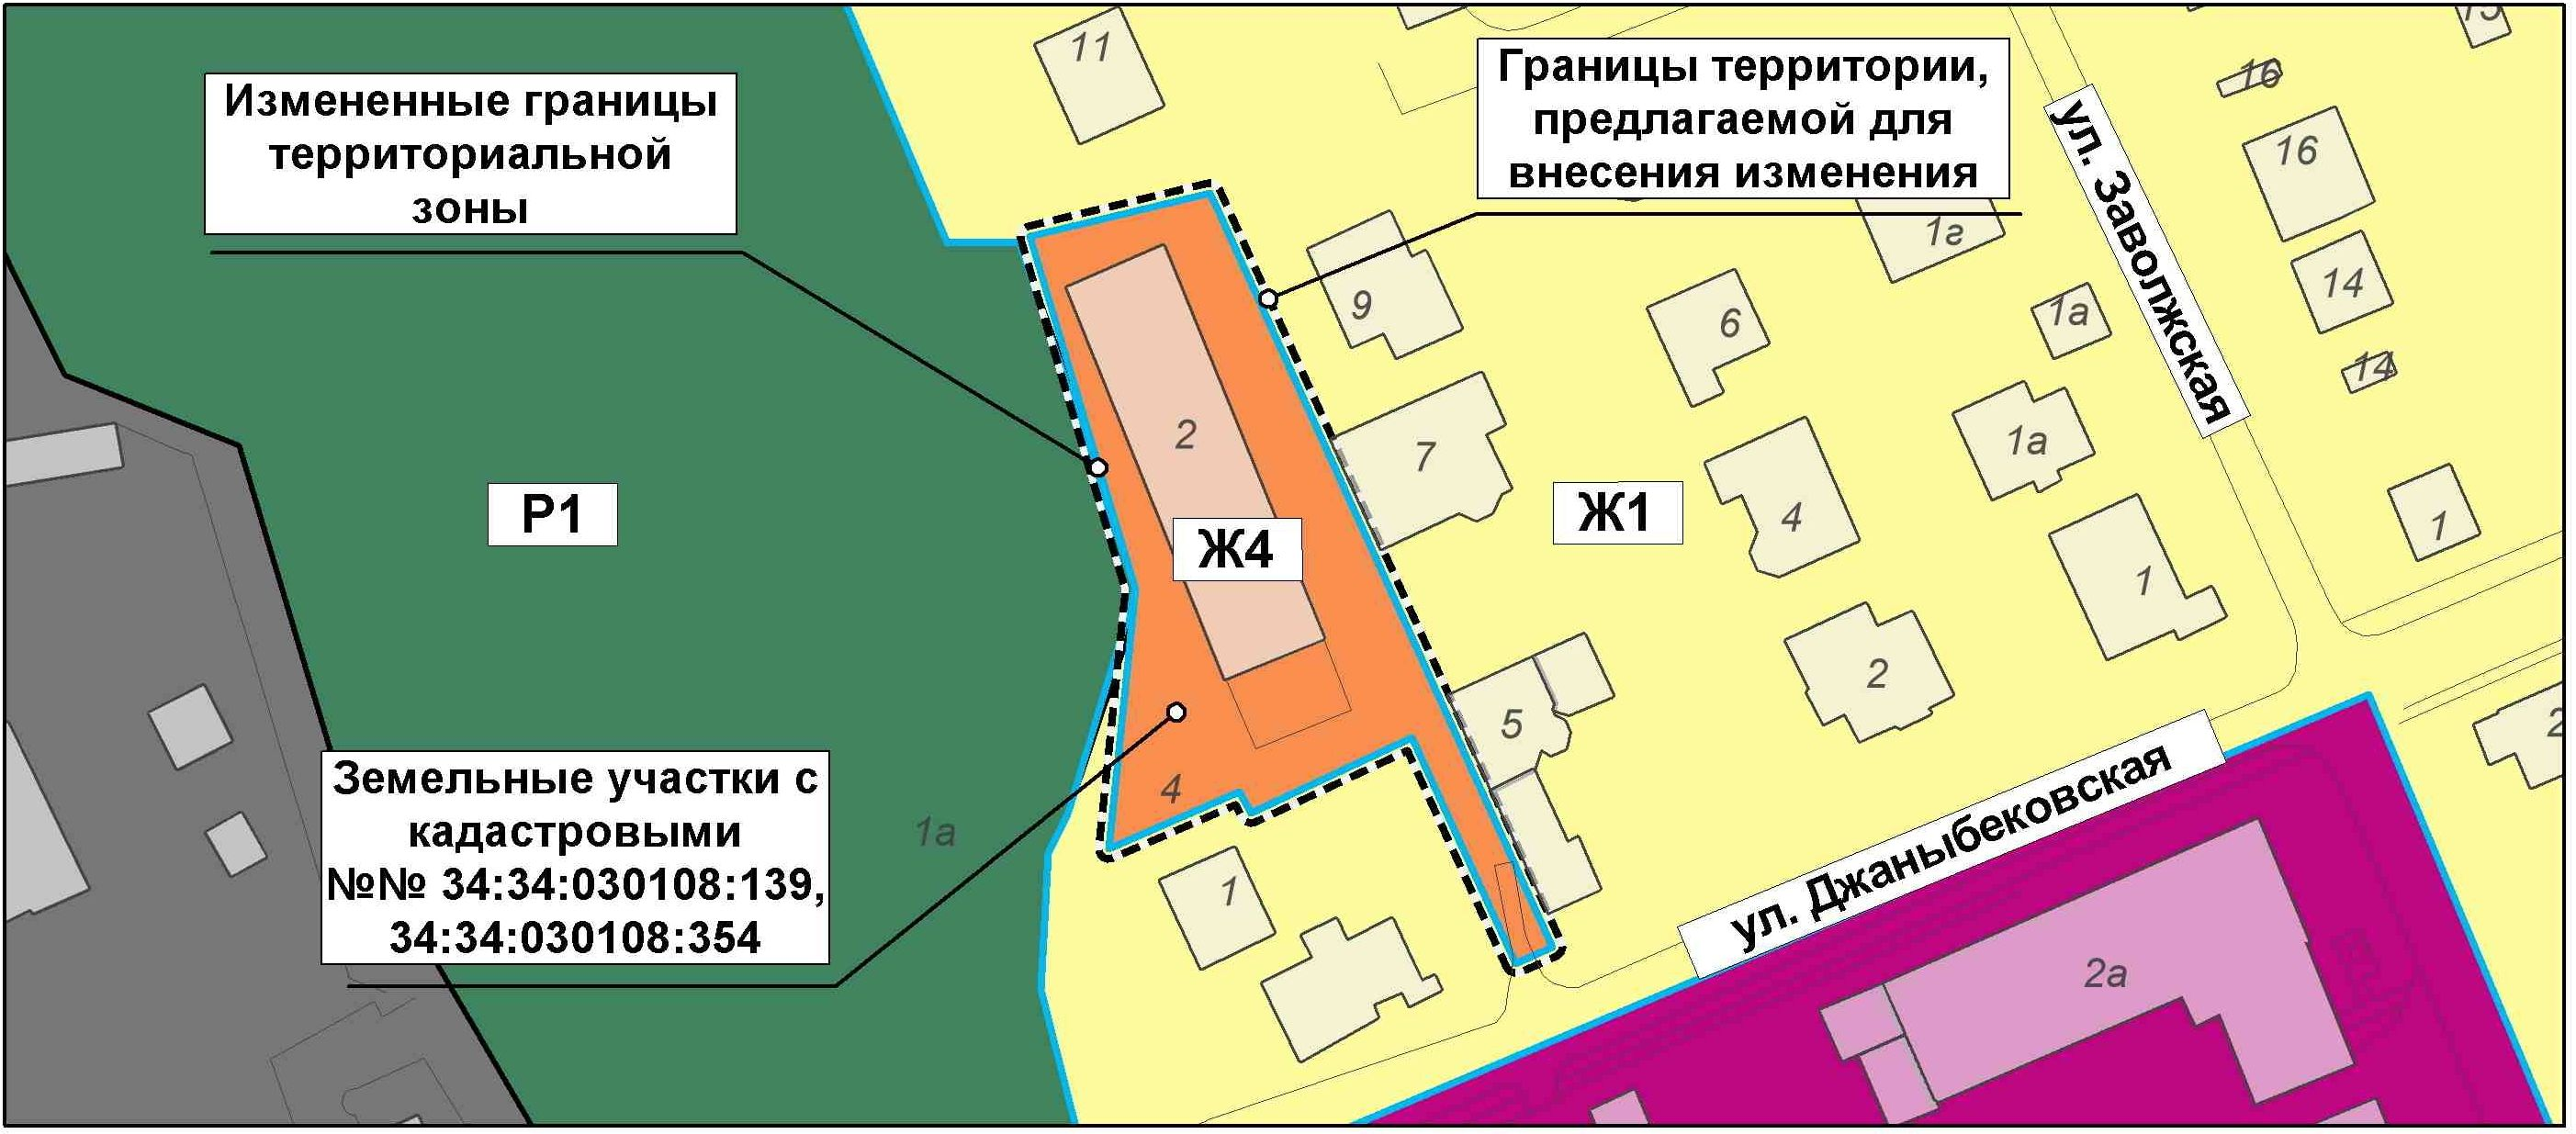 Измененные границы
территориальной
зоны
Границы территории,
предлагаемой для
внесения изменения
Земельные участки с
кадастровыми
№№ 34:34:030108:139,
34:34:030108:354
Р1
Ж4
Ж1
ул. Заволжская
ул. Джаныбековская
11
9
7
5
2
4
1а
1
6
4
2
1г
1а
1а
1
16
16
14
14
1
2а
2